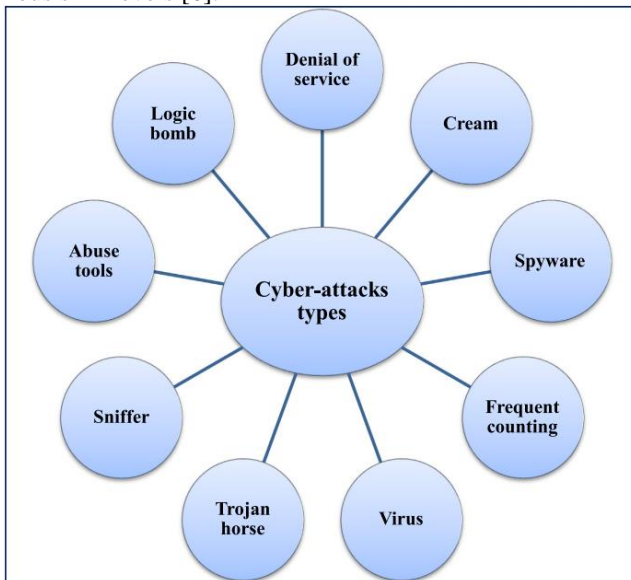 Denial of
service
Cream
Spyware
Frequent
counting
Virus
Trojan
horse
Sniffer
Abuse
tools
Logic
bomb
Cyber-attacks
types